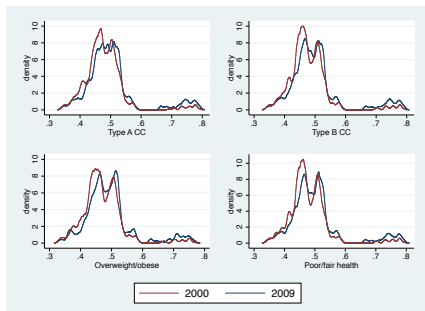 density
10
8
6
4
2
0
.3 .4 .5 .6 .7 .8
Type A CC
density
10
8
6
4
2
0
.3 .4 .5 .6 .7 .8
Type B CC
density
10
8
6
4
2
0
.3 .4 .5 .6 .7 .8
Overweight/obese
density
10
8
6
4
2
0
.3 .4 .5 .6 .7 .8
Poor/fair health
2000 2009